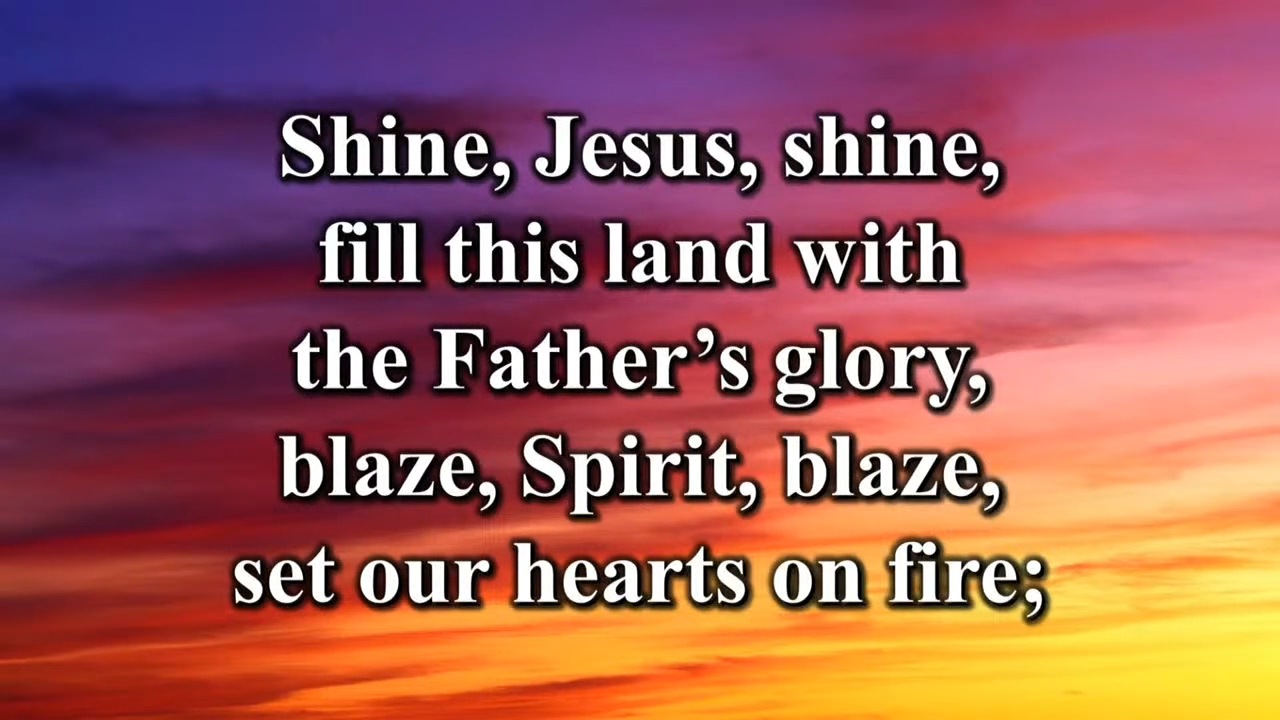 Shine, Jesus, shine,
fill this land with
the Father’s glory,
blaze, Spirit, blaze,
set our hearts on fire;